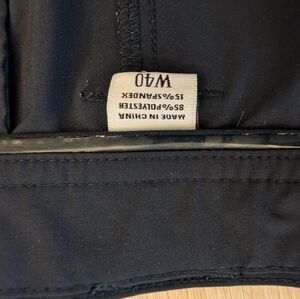 MADE IN CHINA
85%POLYESTER
15%SPANDEX
W40